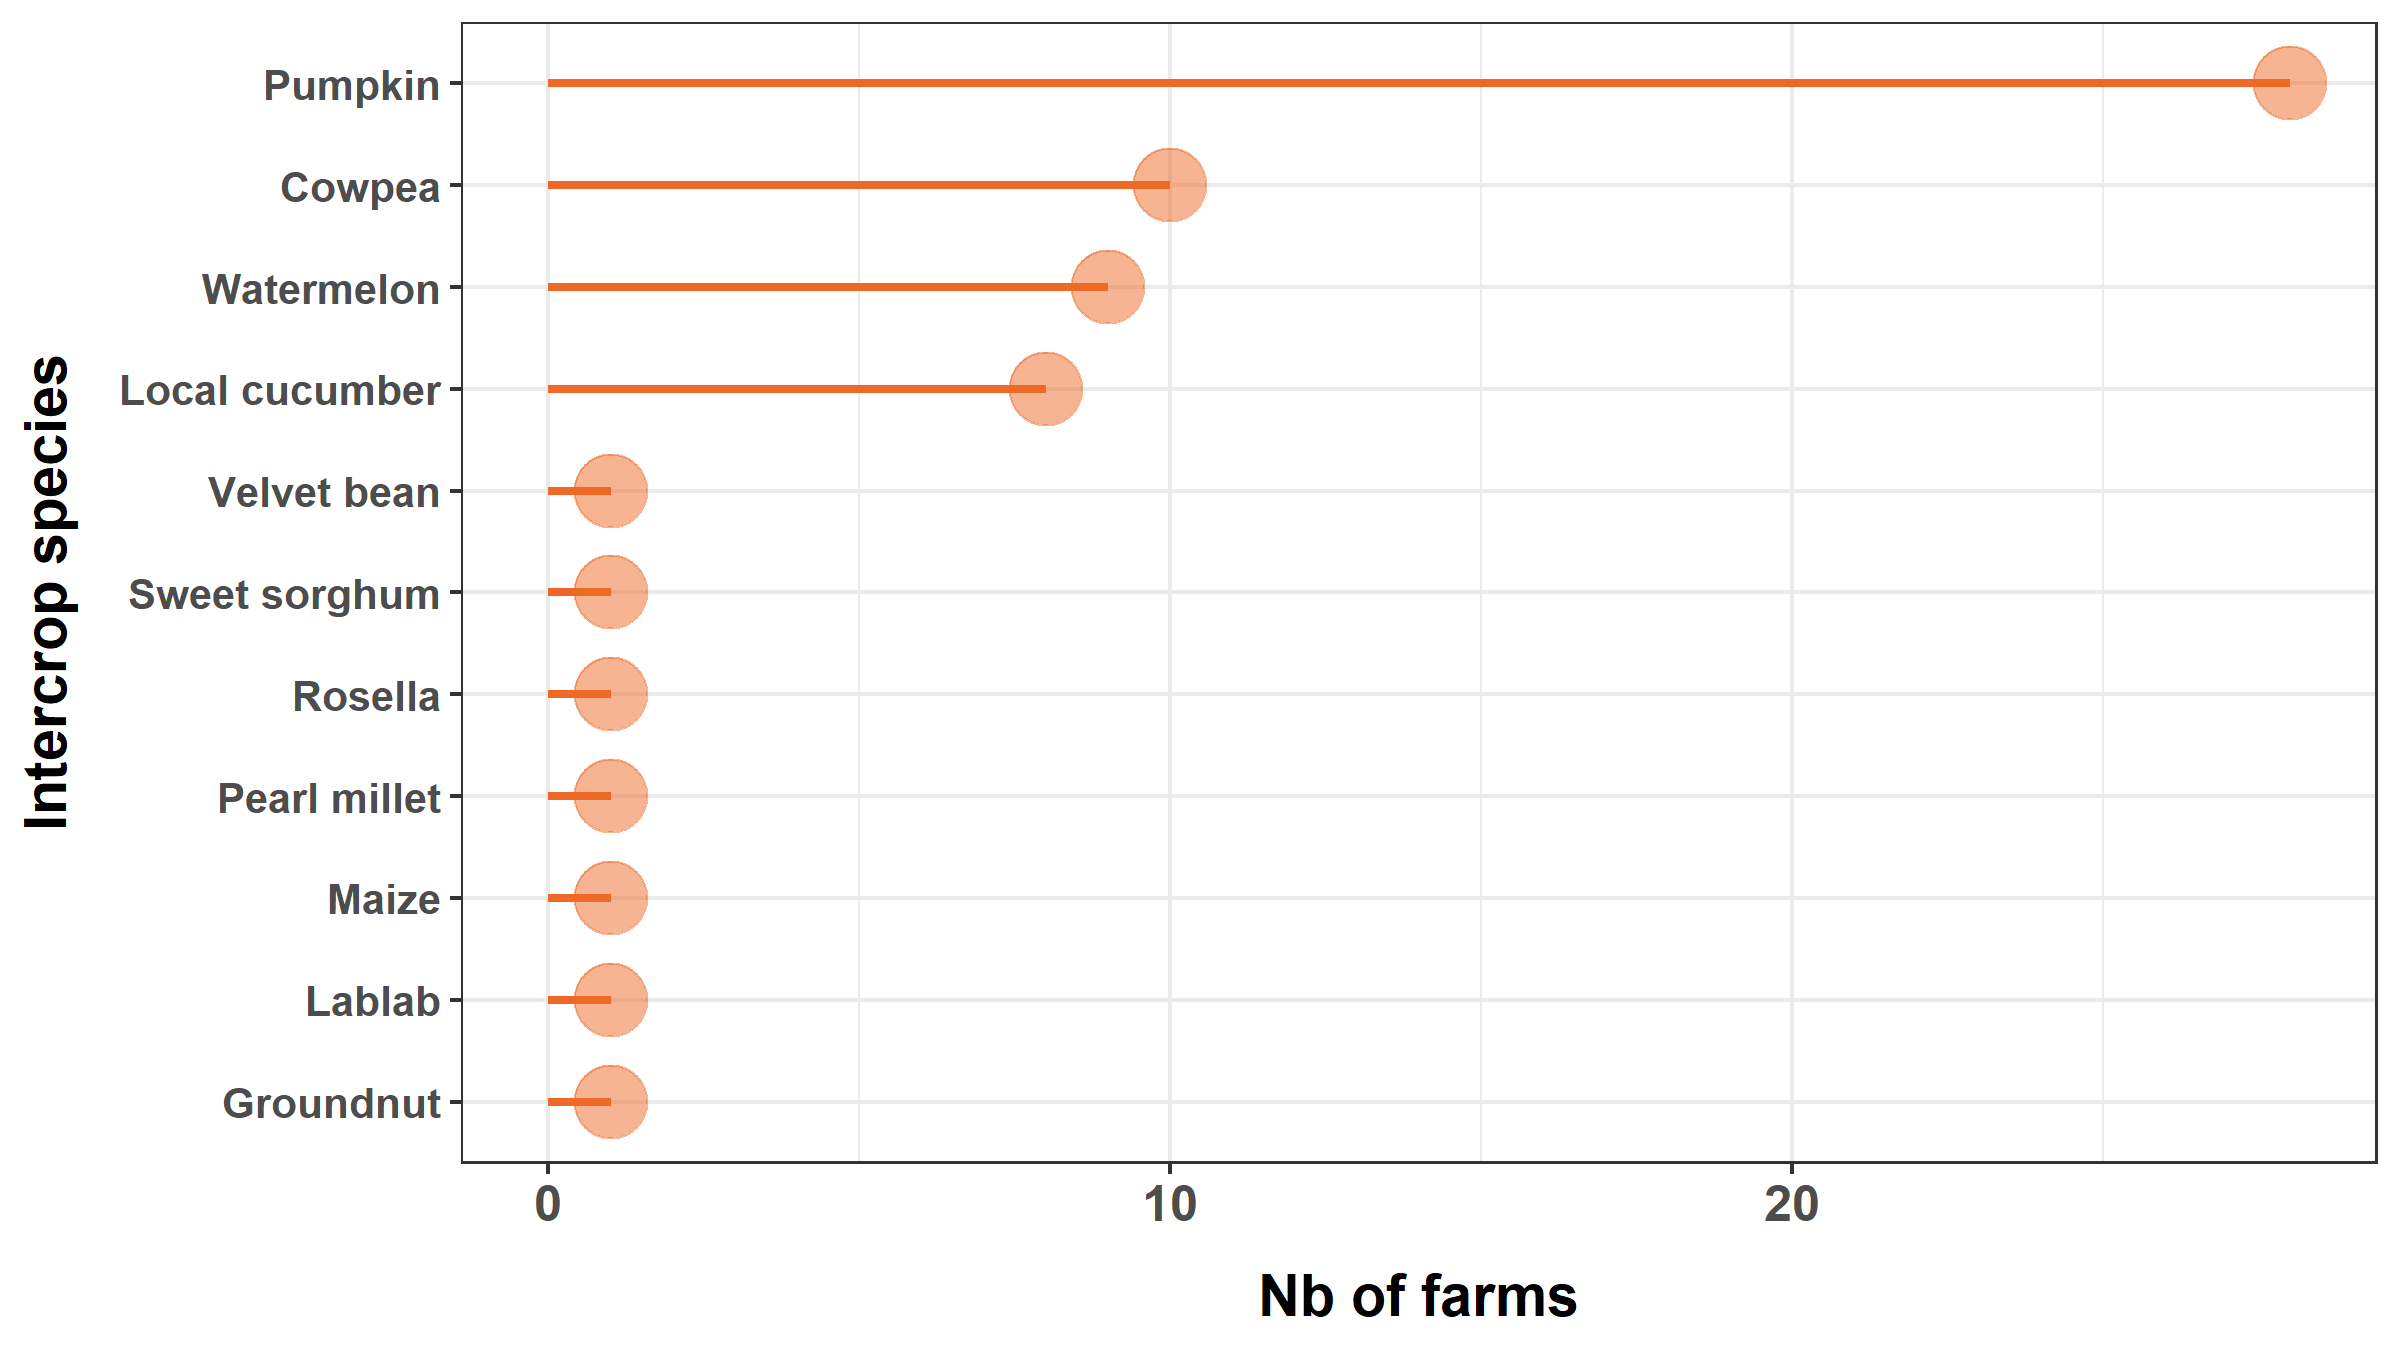 Intercrop species
Pumpkin
Cowpea
Watermelon
Local cucumber
Velvet bean
Sweet sorghum
Rosella
Pearl millet
Maize
Lablab
Groundnut
0 10 20
Nb of farms